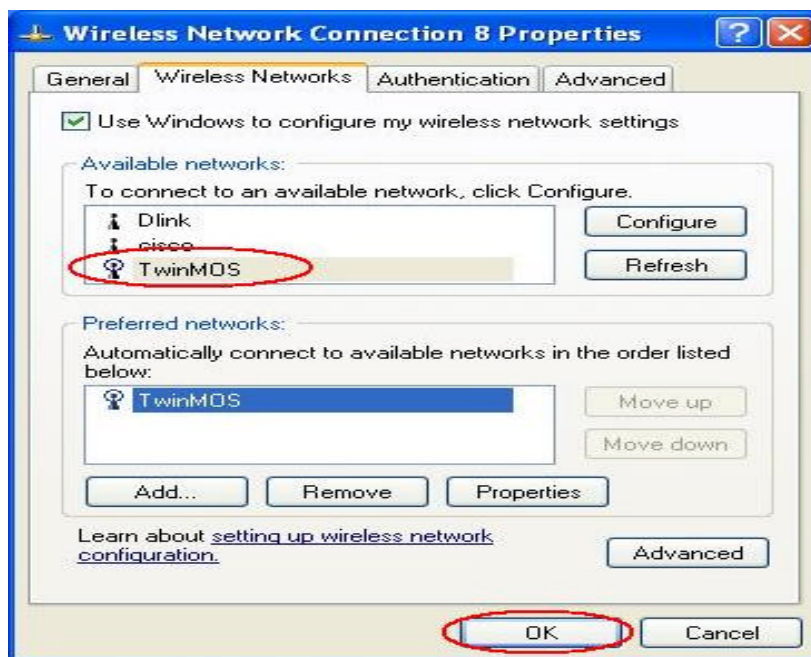 Wireless Network Connection 8 Properties
General Wireless Networks Authentication Advanced
Use Windows to configure my wireless network settings
Available networks:
To connect to an available network, click Configure.
Dlink
cisco
TwinMOS
Configure
Refresh
Preferred networks:
Automatically connect to available networks in the order listed
below:
TwinMOS
Move up
Move down
Add... Remove Properties
Learn about setting up wireless network
configuration.
Advanced
OK Cancel